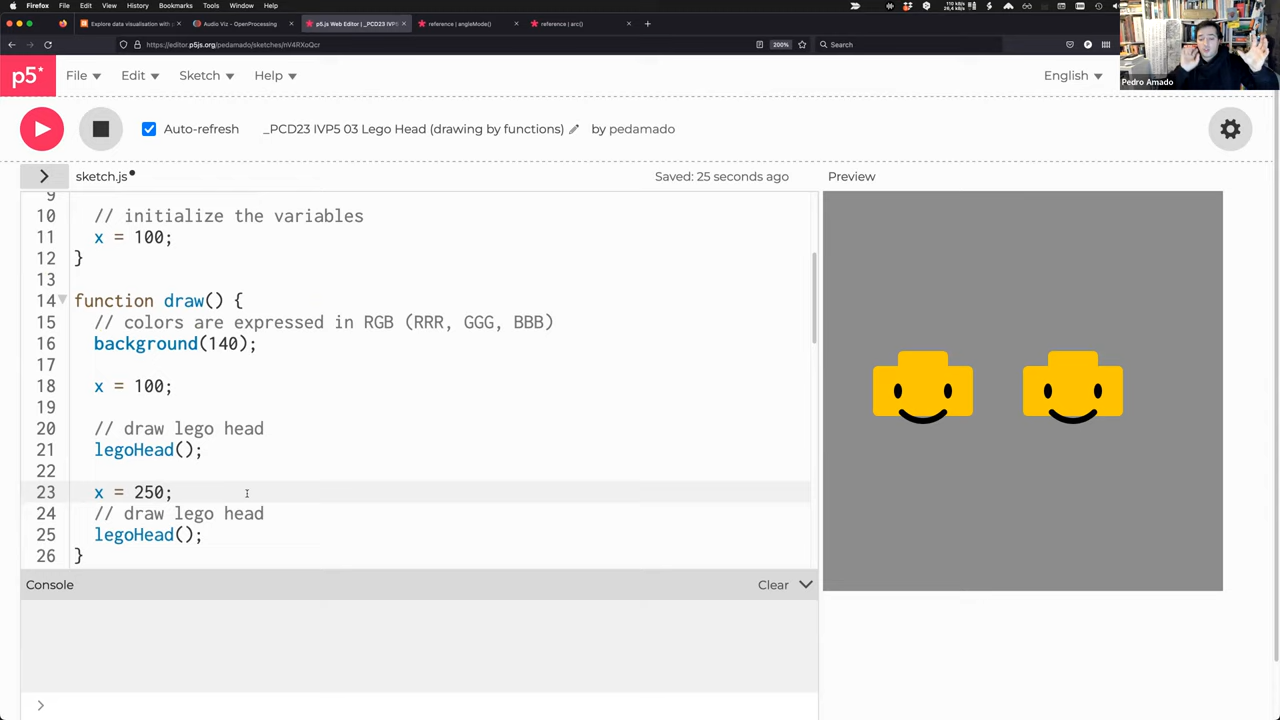 Firefox File Edit View History Bookmarks Tools Window Help
Explore data visualisation with p
Audio Viz - OpenProcessing
p5.js Web Editor | _PCD23 IVP5
reference | angleMode()
reference | arc()
https://editor.p5js.org/pedamado/sketches/nV4RXoQcr
200%
Search
Pedro Amado
p5*
File Edit Sketch Help
English
Auto-refresh
_PCD23 IVP5 03 Lego Head (drawing by functions)
by pedamado
sketch.js
Saved: 25 seconds ago
Preview
9
10 // initialize the variables
11 x = 100;
12 }
13
14 function draw() {
15 // colors are expressed in RGB (RRR, GGG, BBB)
16 background(140);
17
18 x = 100;
19
20 // draw lego head
21 legoHead();
22
23 x = 250;
24 // draw lego head
25 legoHead();
26 }
Console
Clear
>